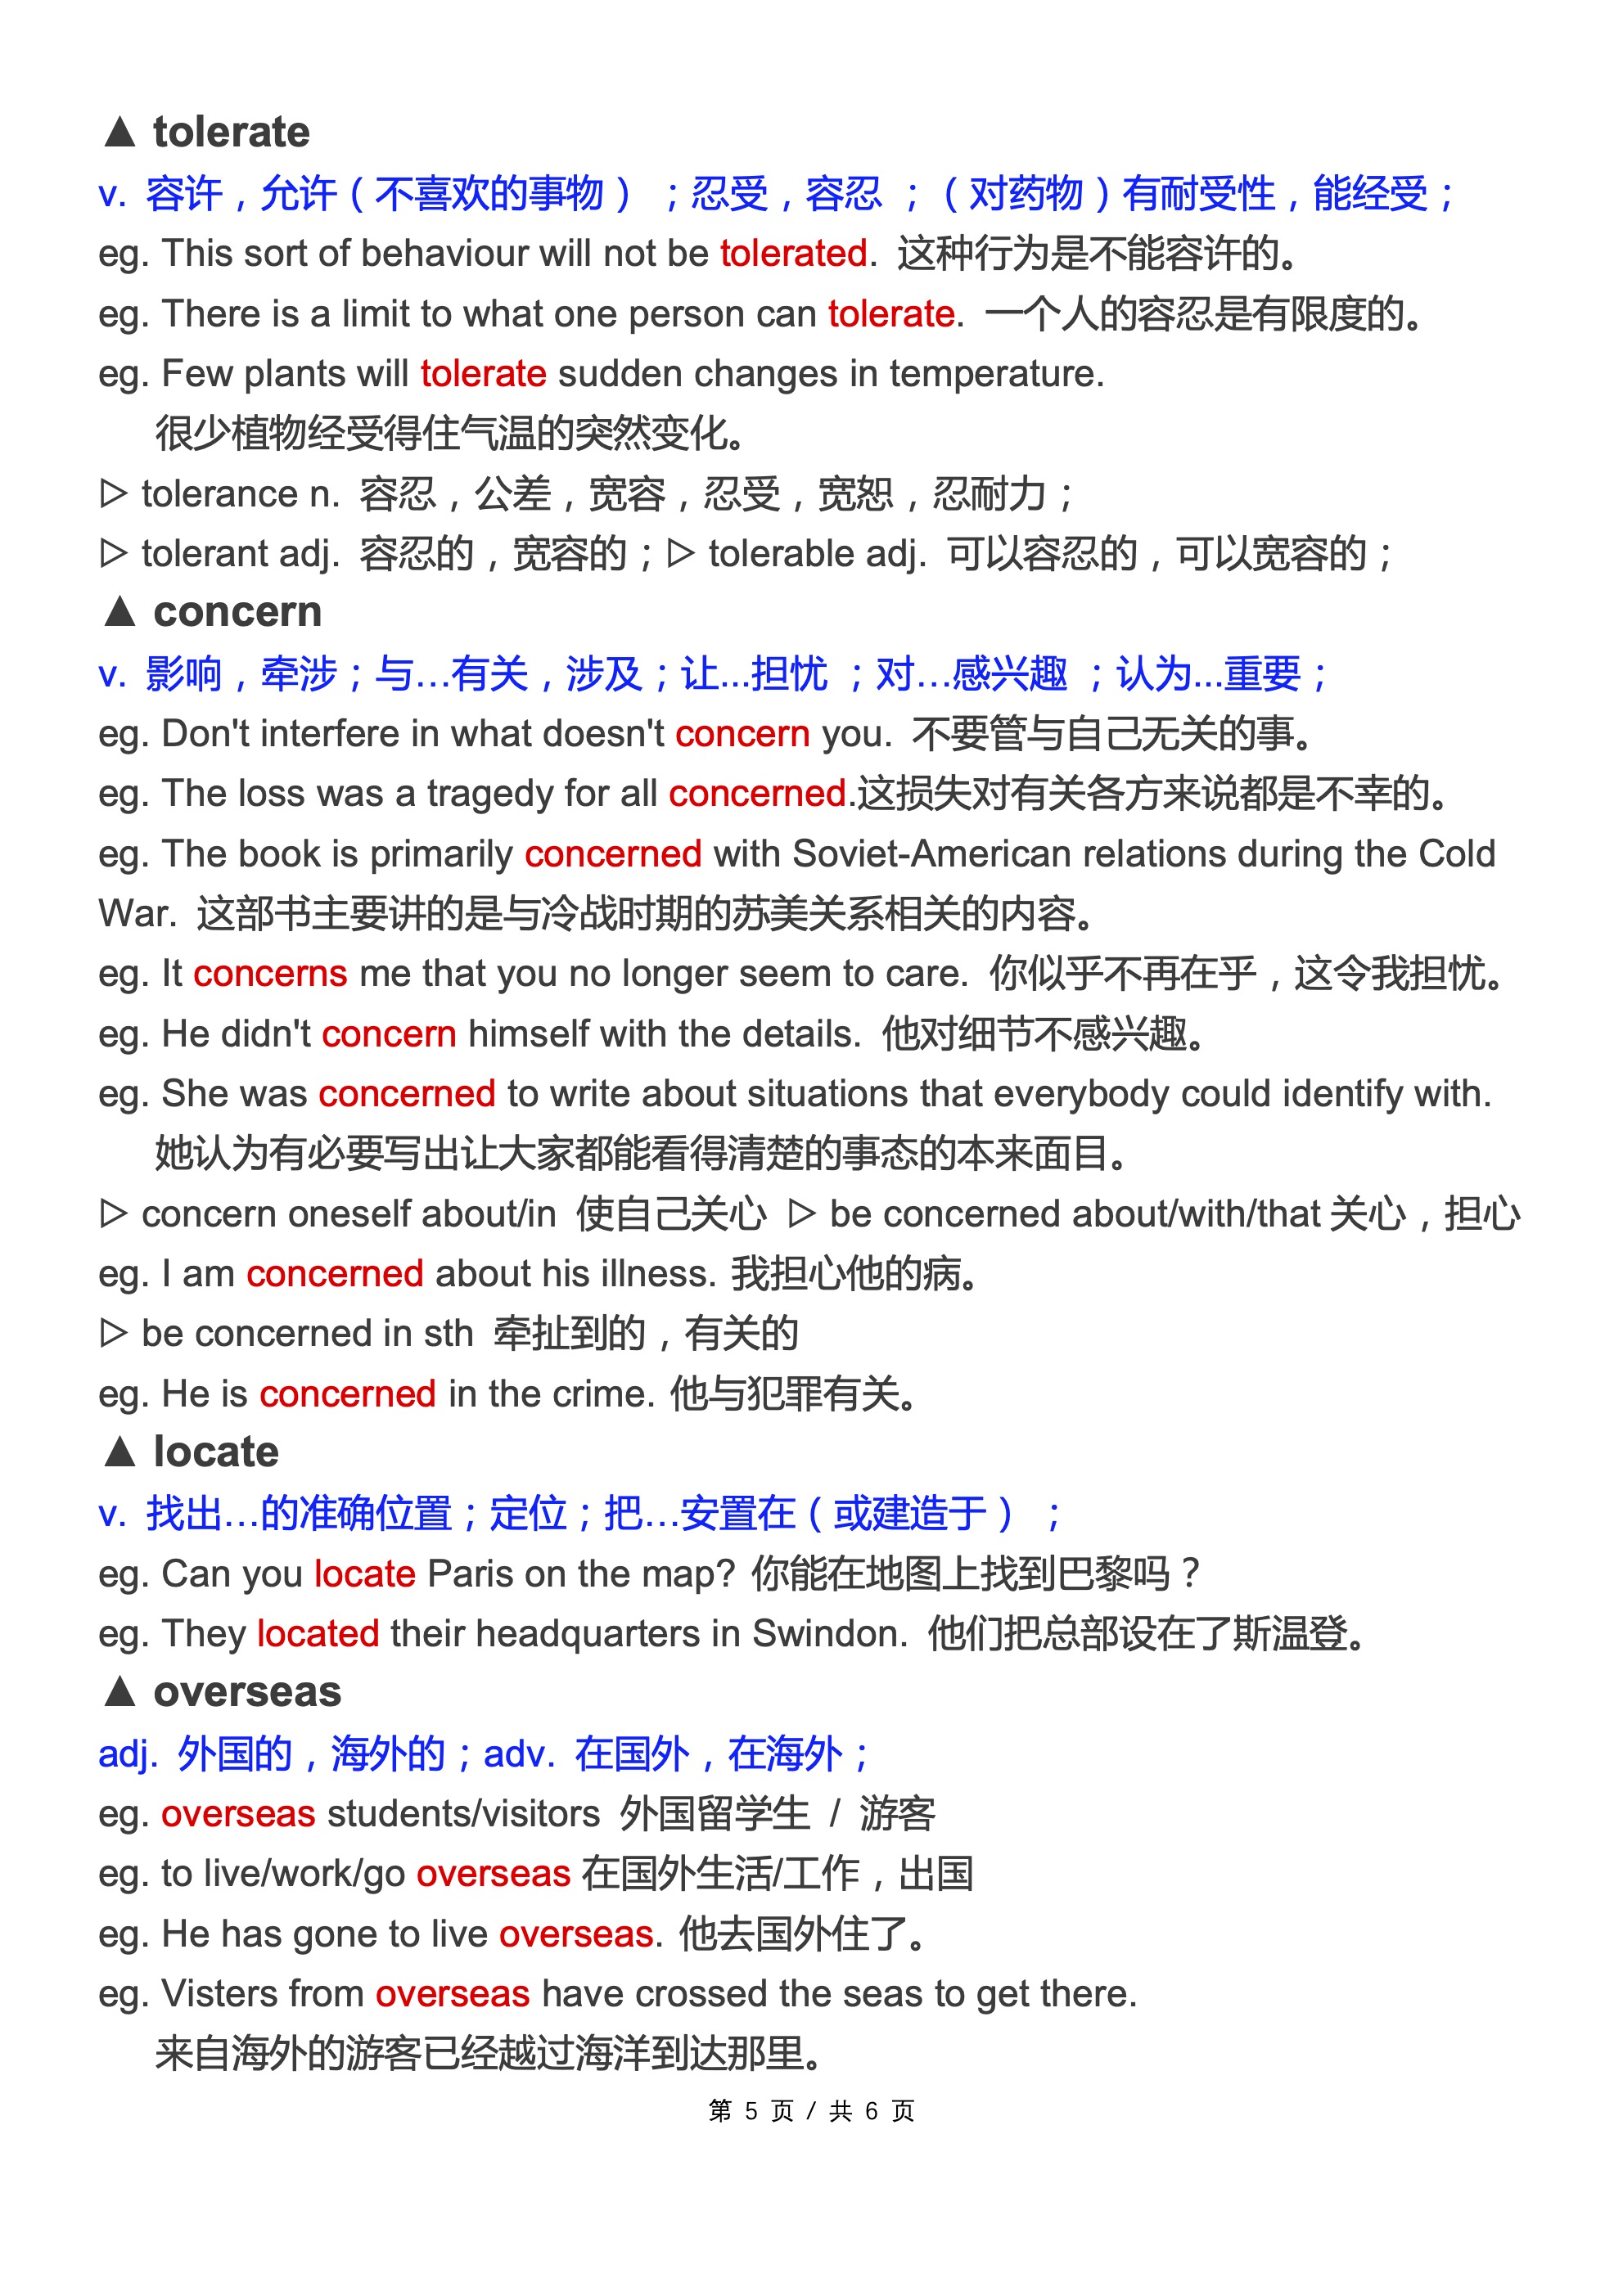 ▲ tolerate
v. 容许，允许（不喜欢的事物）；忍受，容忍；（对药物）有耐受性，能经受；
eg. This sort of behaviour will not be tolerated. 这种行为是不能容许的。
eg. There is a limit to what one person can tolerate. 一个人的容忍是有限度的。
eg. Few plants will tolerate sudden changes in temperature.
很少植物经受得住气温的突然变化。
▷ tolerance n. 容忍，公差，宽容，忍受，宽恕，忍耐力；
▷ tolerant adj. 容忍的，宽容的；▷ tolerable adj. 可以容忍的，可以宽容的；
▲ concern
v. 影响，牵涉；与…有关，涉及；让...担忧；对…感兴趣；认为...重要；
eg. Don't interfere in what doesn't concern you. 不要管与自己无关的事。
eg. The loss was a tragedy for all concerned.这损失对有关各方来说都是不幸的。
eg. The book is primarily concerned with Soviet-American relations during the Cold
War. 这部书主要讲的是与冷战时期的苏美关系相关的内容。
eg. It concerns me that you no longer seem to care. 你似乎不再在乎，这令我担忧。
eg. He didn't concern himself with the details. 他对细节不感兴趣。
eg. She was concerned to write about situations that everybody could identify with.
她认为有必要写出让大家都能看得清楚的事态的本来面目。
▷ concern oneself about/in 使自己关心 ▷ be concerned about/with/that 关心，担心
eg. I am concerned about his illness. 我担心他的病。
▷ be concerned in sth 牵扯到的，有关的
eg. He is concerned in the crime. 他与犯罪有关。
▲ locate
v. 找出…的准确位置；定位；把…安置在（或建造于）；
eg. Can you locate Paris on the map? 你能在地图上找到巴黎吗？
eg. They located their headquarters in Swindon. 他们把总部设在了斯温登。
▲ overseas
adj. 外国的，海外的；adv. 在国外，在海外；
eg. overseas students/visitors 外国留学生 / 游客
eg. to live/work/go overseas 在国外生活/工作，出国
eg. He has gone to live overseas. 他去国外住了。
eg. Visters from overseas have crossed the seas to get there.
来自海外的游客已经越过海洋到达那里。
第 5 页 / 共 6 页